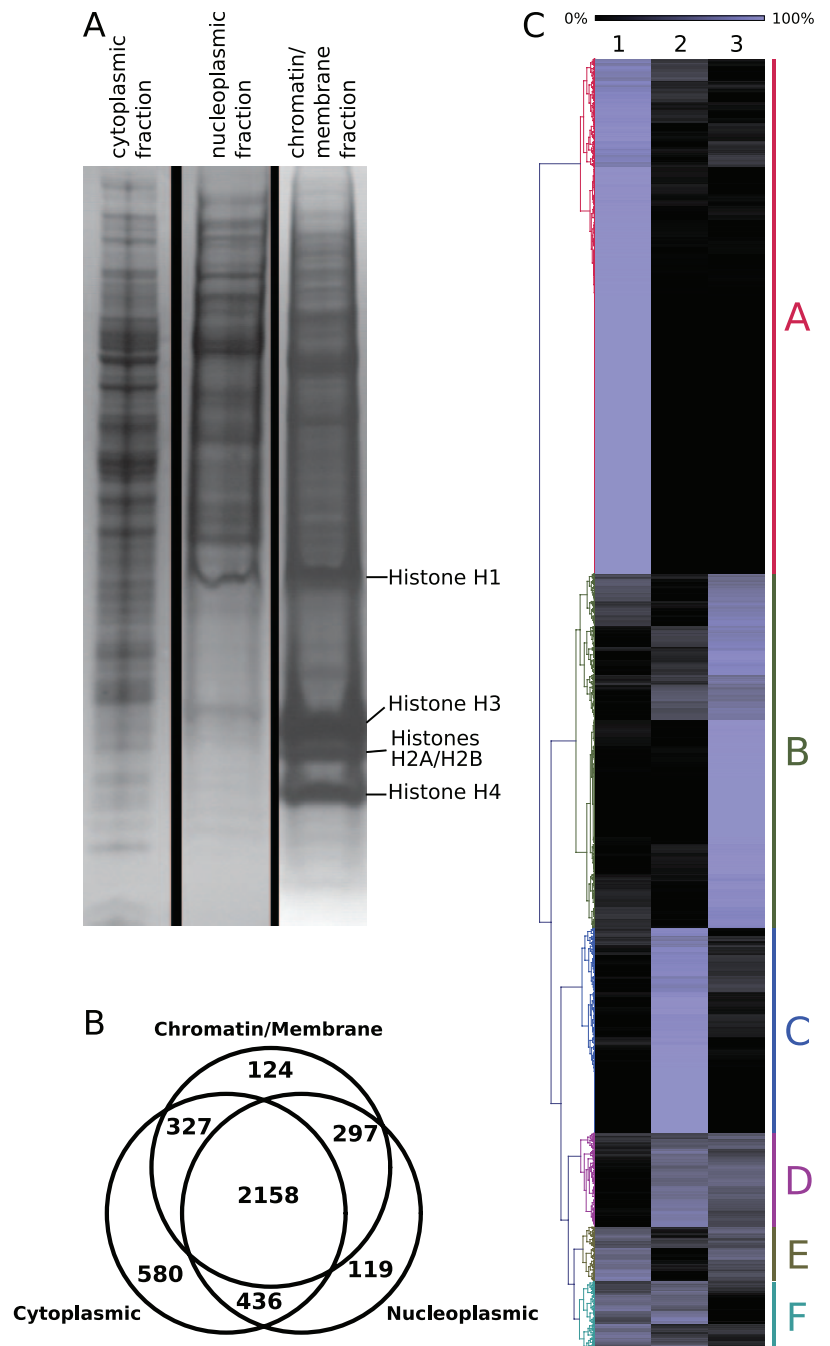 A
cytoplasmic
fraction
nucleoplasmic
fraction
chromatin/
membrane
fraction
Histone H1
Histone H3
Histones
H2A/H2B
Histone H4
B
Chromatin/Membrane
124
327
297
2158
580
119
436
Cytoplasmic
Nucleoplasmic
C
0%
100%
1
2
3
A
B
C
D
E
F